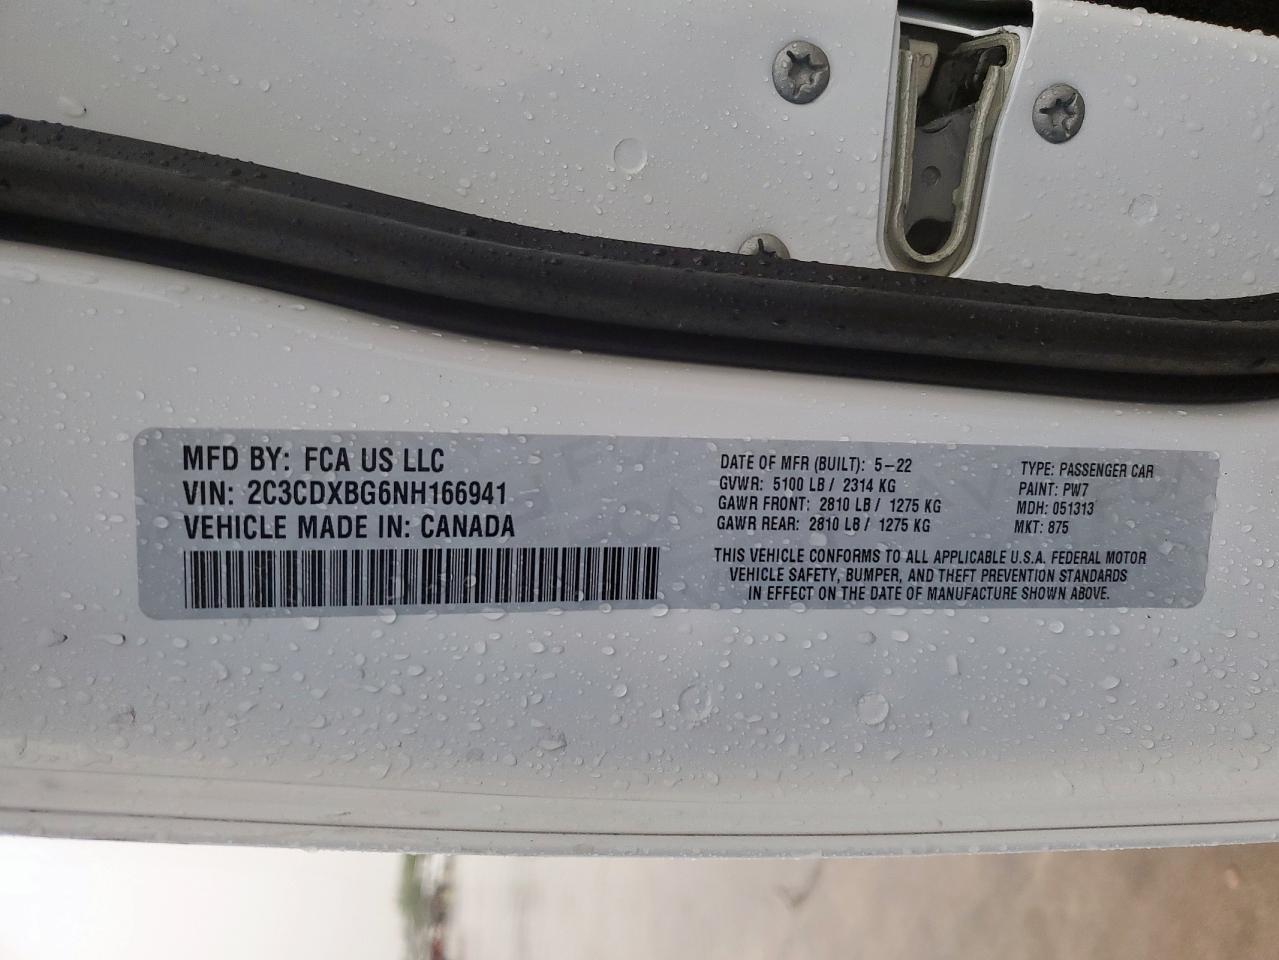 MFD BY: FCA US LLC
VIN: 2C3CDXBG6NH166941
VEHICLE MADE IN: CANADA
DATE OF MFR (BUILT): 5-22
GVWR: 5100 LB / 2314 KG
GAWR FRONT: 2810 LB / 1275 KG
GAWR REAR: 2810 LB / 1275 KG
TYPE: PASSENGER CAR
PAINT: PW7
MDH: 051313
MKT: 875
THIS VEHICLE CONFORMS TO ALL APPLICABLE U.S.A. FEDERAL MOTOR
VEHICLE SAFETY, BUMPER, AND THEFT PREVENTION STANDARDS
IN EFFECT ON THE DATE OF MANUFACTURE SHOWN ABOVE.